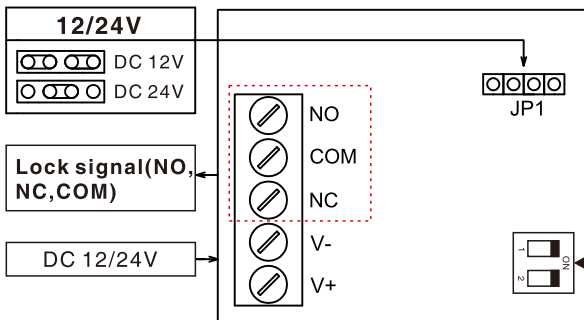 12/24V
DC 12V
DC 24V
JP1
NO
COM
NC
V-
V+
Lock signal(NO,
NC,COM)
DC 12/24V
1
2
ON